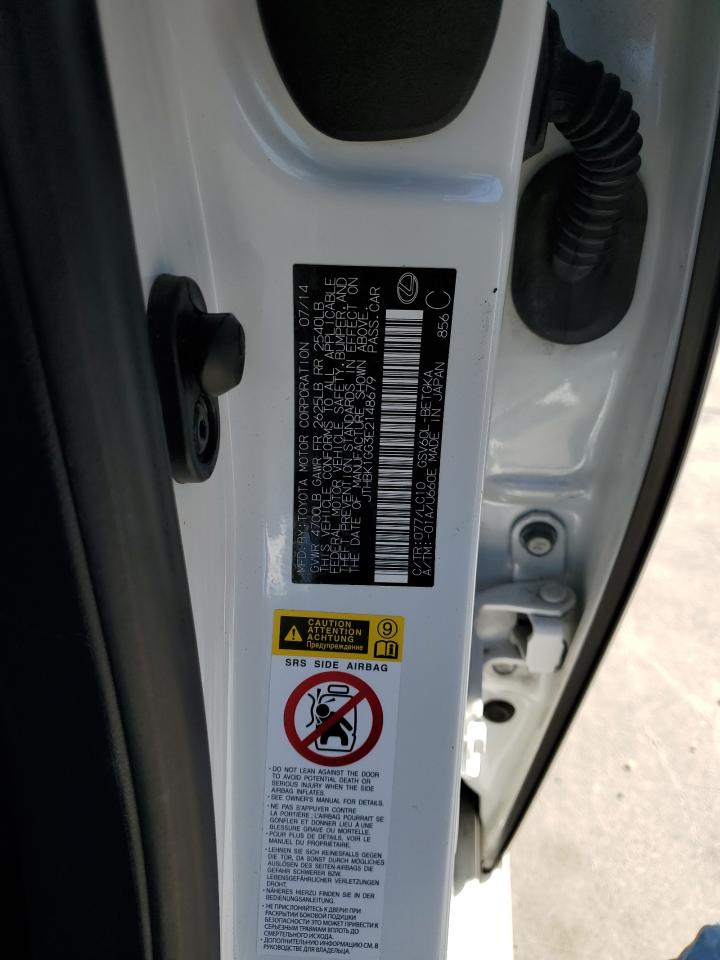 MFD.BY:TOYOTA MOTOR CORPORATION 07/14
GVWR 4700LB GAWR FR 2625LB RR 2540LB
THIS VEHICLE CONFORMS TO ALL APPLICABLE
FEDERAL MOTOR VEHICLE SAFETY, BUMPER, AND
THEFT PREVENTION STANDARDS IN EFFECT ON
THE DATE OF MANUFACTURE SHOWN ABOVE.
JTHBK1GG3E2148679 PASS.CAR
C/TR:077/LC10 GSV60L-BETGKA
A/TM:-01A/U660E MADE IN JAPAN 856 C
CAUTION
ATTENTION
ACHTUNG
Предупреждение
9
SRS SIDE AIRBAG
• DO NOT LEAN AGAINST THE DOOR
TO AVOID POTENTIAL DEATH OR
SERIOUS INJURY WHEN THE SIDE
AIRBAG INFLATES.
• SEE OWNER'S MANUAL FOR DETAILS.
• NE PAS S'APPUYER CONTRE
LA PORTIÈRE; L'AIRBAG POURRAIT SE
GONFLER ET DONNER LIEU A UNE
BLESSURE GRAVE OU MORTELLE.
• POUR PLUS DE DETAILS, VOIR LE
MANUEL DU PROPRIÉTAIRE.
• LEHNEN SIE SICH KEINESFALLS GEGEN
DIE TÜR, DA SONST DURCH MÖGLICHES
AUSLÖSEN DES SEITEN-AIRBAGS DIE
GEFAHR SCHWERER BZW.
LEBENSGEFÄHRLICHER VERLETZUNGEN
DROHT.
• NÄHERES HIERZU FINDEN SIE IN DER
BEDIENUNGSANLEITUNG.
• НЕ ПРИСЛОНЯЙТЕСЬ К ДВЕРИ! ПРИ
РАСКРЫТИИ БОКОВОЙ ПОДУШКИ
БЕЗОПАСНОСТИ ЭТО МОЖЕТ ПРИВЕСТИ К
СЕРЬЕЗНЫМ ТРАВМАМ ВПЛОТЬ ДО
СМЕРТЕЛЬНОГО ИСХОДА.
• ДОПОЛНИТЕЛЬНУЮ ИНФОРМАЦИЮ СМ. В
РУКОВОДСТВЕ ДЛЯ ВЛАДЕЛЬЦА.